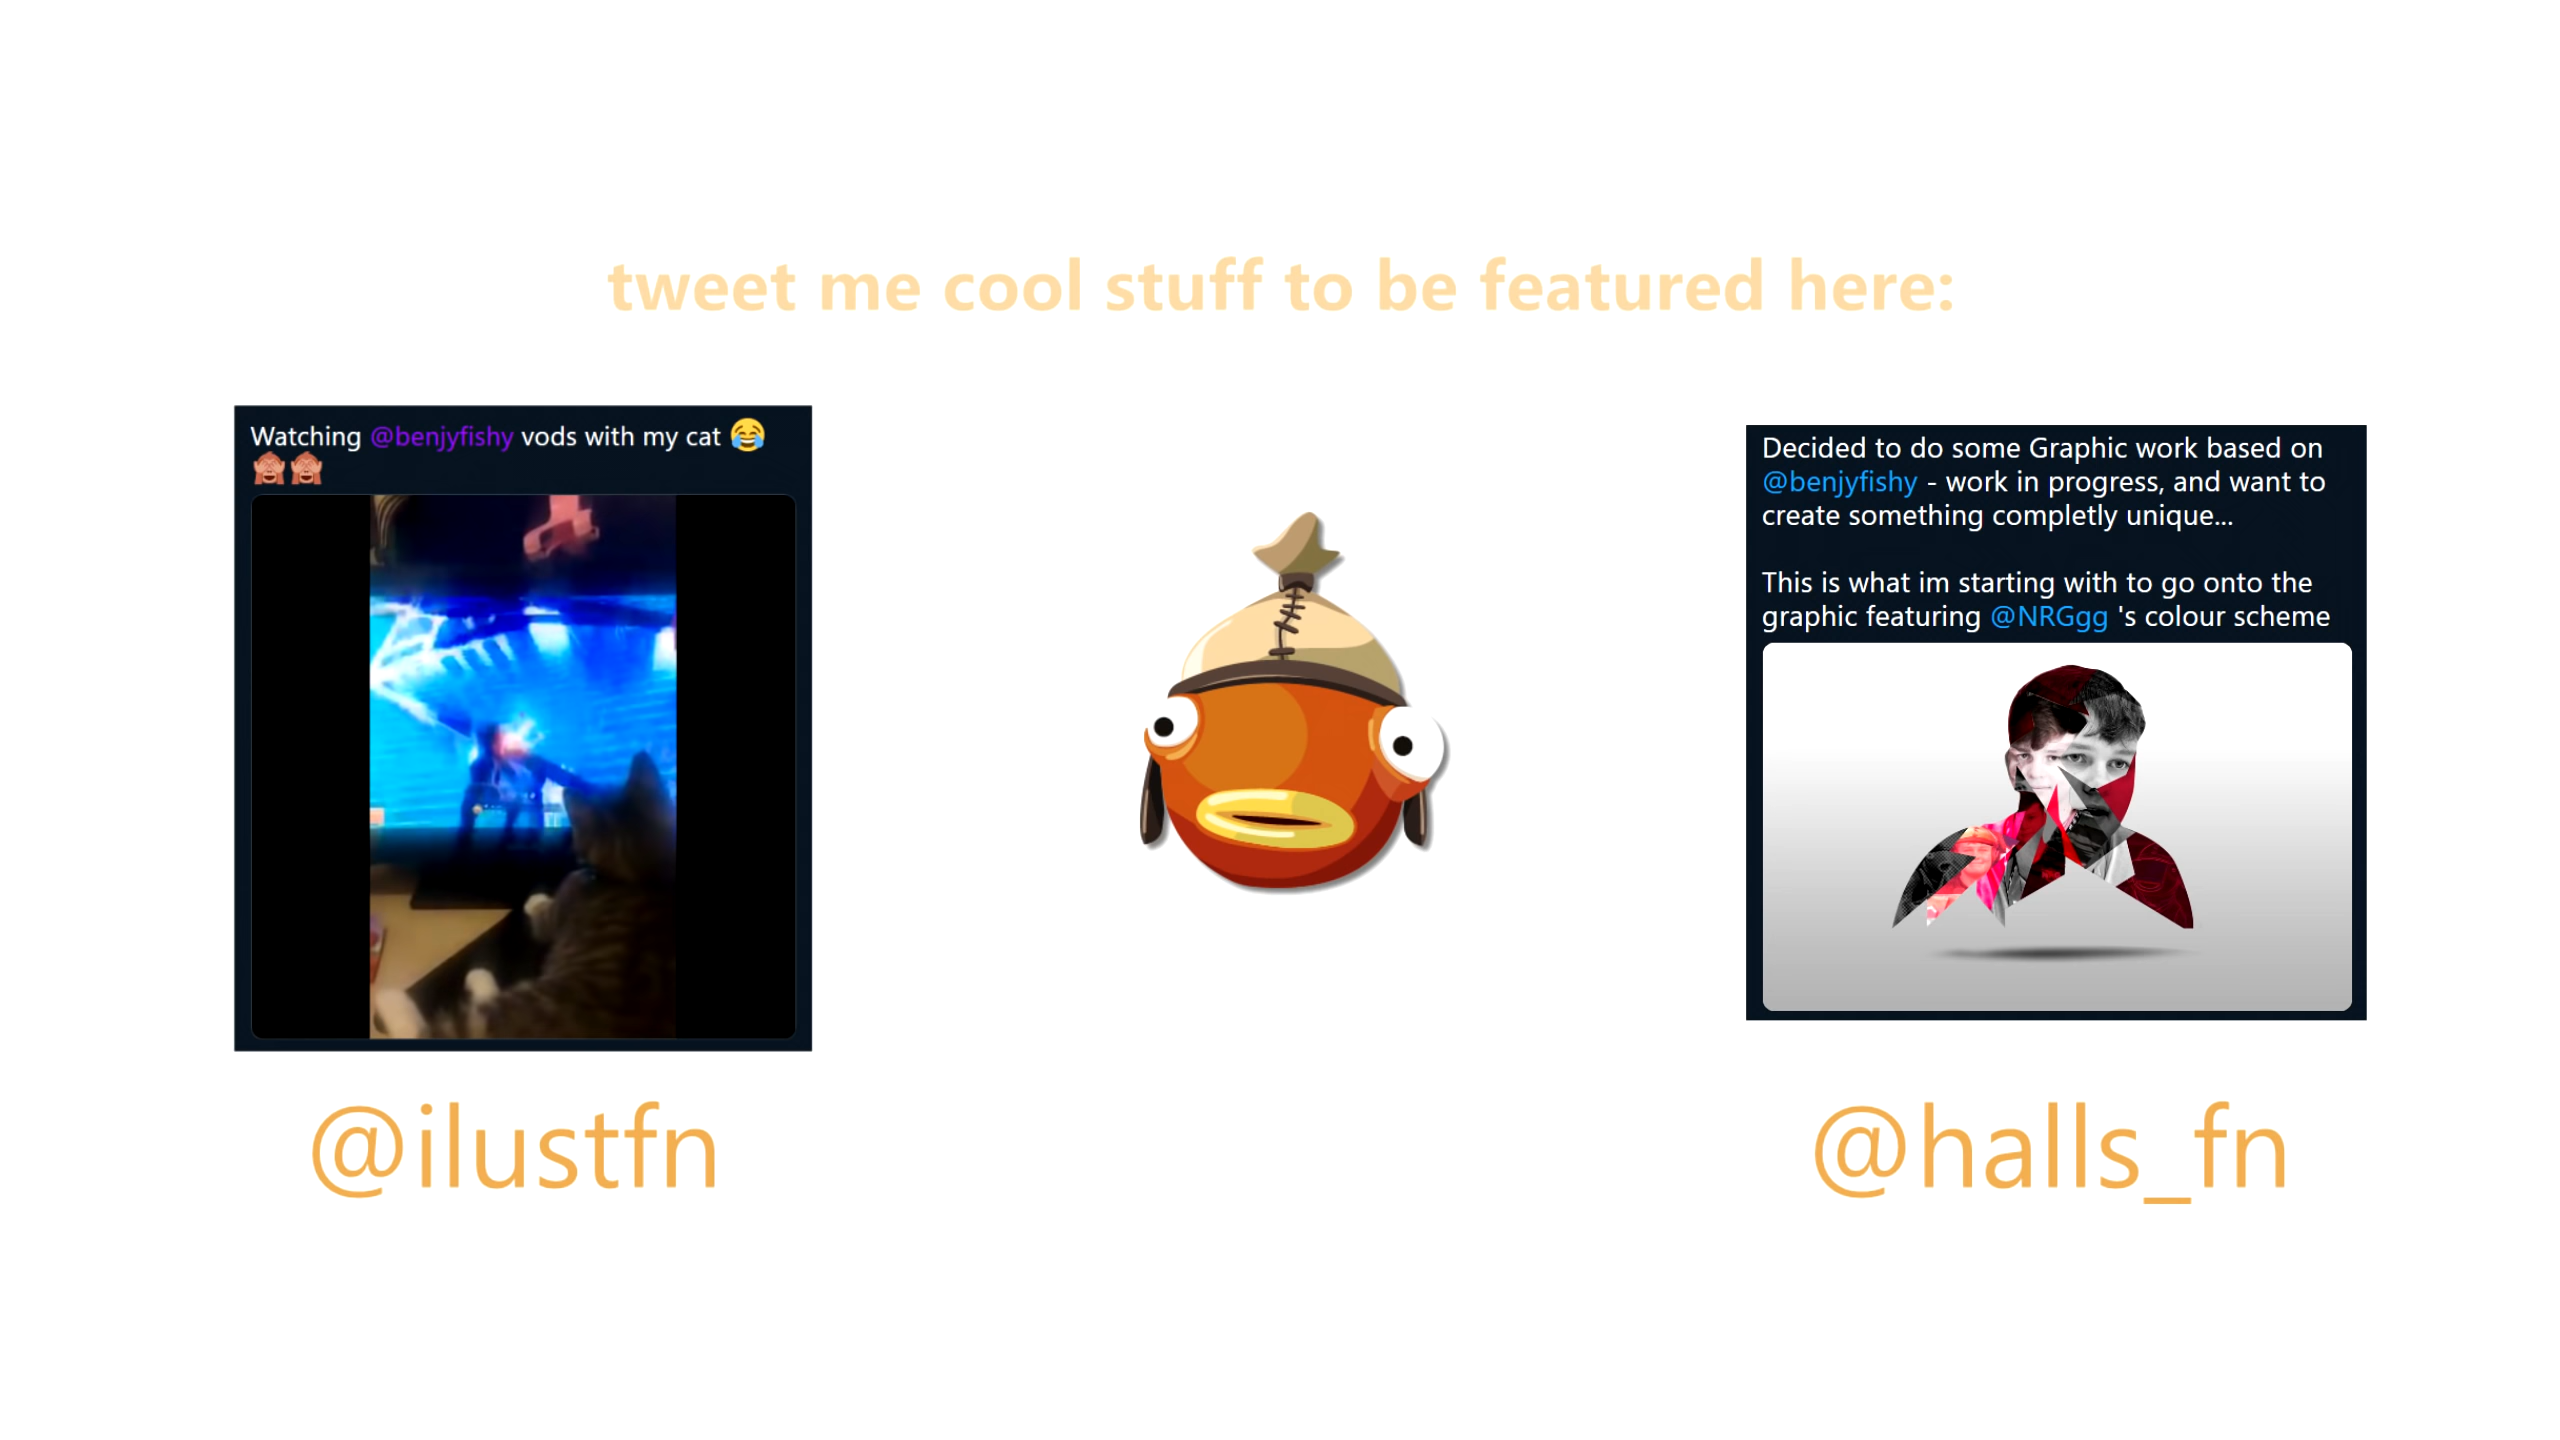 tweet me cool stuff to be featured here:
Watching @benjyfishy vods with my cat 😂
🙈🙈
@ilustfn
Decided to do some Graphic work based on
@benjyfishy - work in progress, and want to
create something completly unique...
This is what im starting with to go onto the
graphic featuring @NRGgg 's colour scheme
@halls_fn